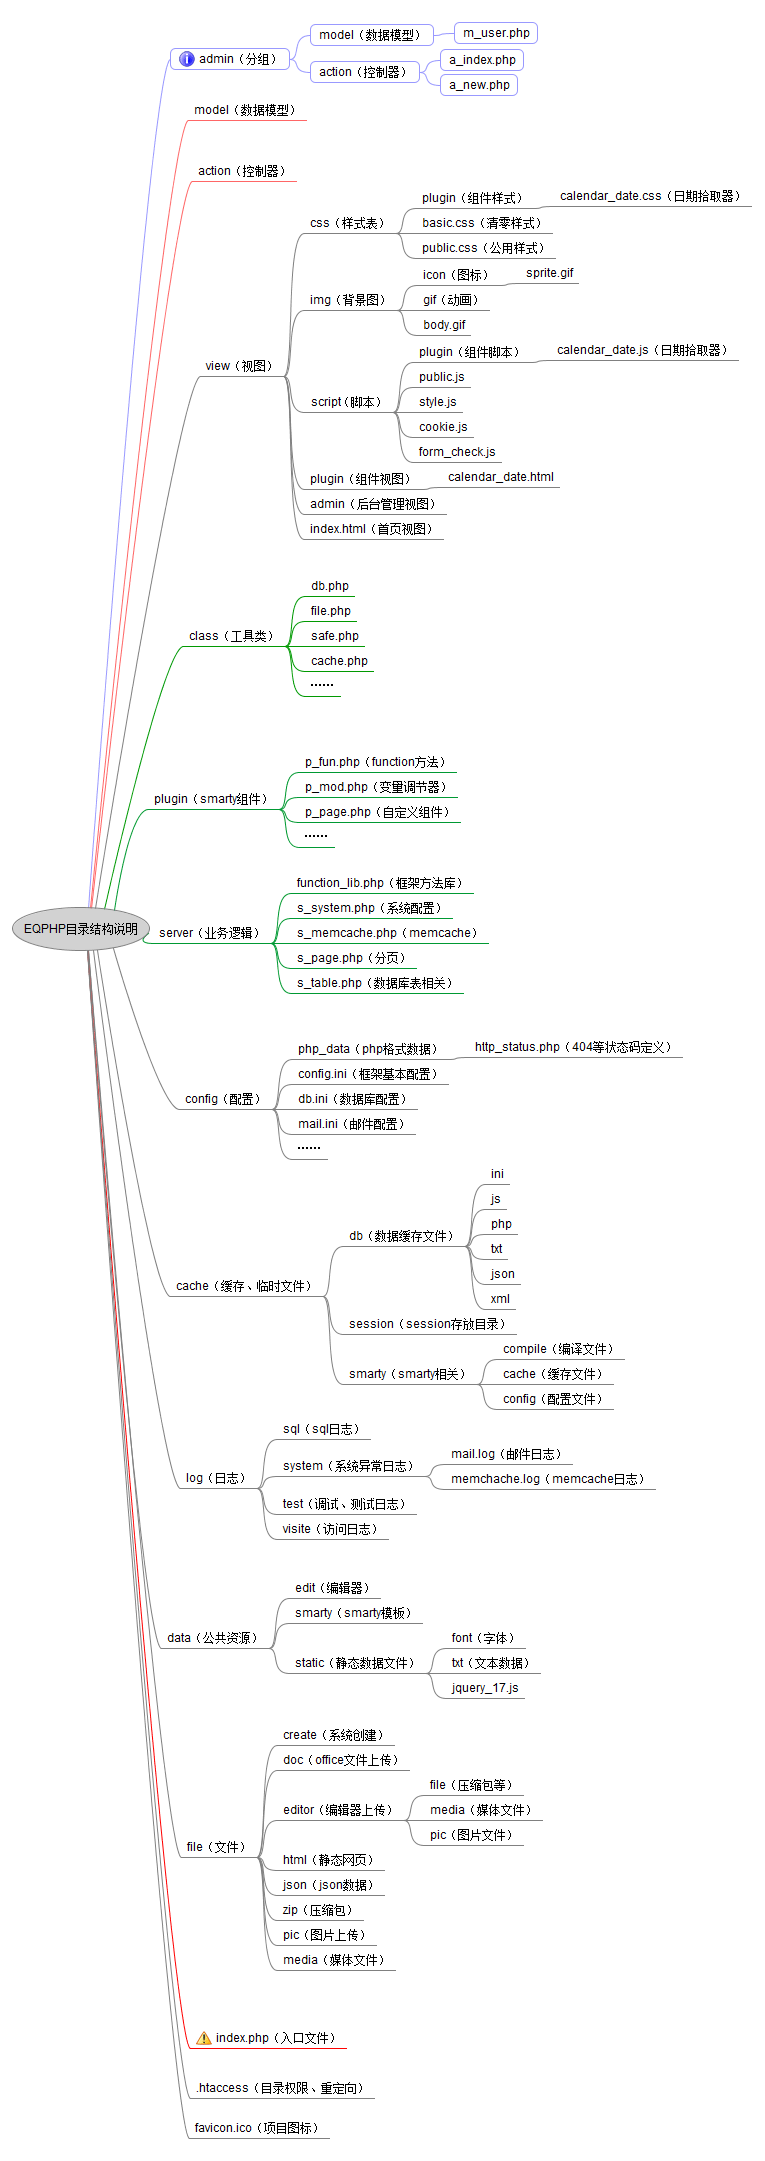 admin（分组）
model（数据模型）
m_user.php
action（控制器）
a_index.php
a_new.php
model（数据模型）
action（控制器）
view（视图）
css（样式表）
plugin（组件样式）
calendar_date.css（日期拾取器）
basic.css（清零样式）
public.css（公用样式）
img（背景图）
icon（图标）
sprite.gif
gif（动画）
body.gif
script（脚本）
plugin（组件脚本）
calendar_date.js（日期拾取器）
public.js
style.js
cookie.js
form_check.js
plugin（组件视图）
calendar_date.html
admin（后台管理视图）
index.html（首页视图）
class（工具类）
db.php
file.php
safe.php
cache.php
······
plugin（smarty组件）
p_fun.php（function方法）
p_mod.php（变量调节器）
p_page.php（自定义组件）
······
EQPHP目录结构说明
server（业务逻辑）
function_lib.php（框架方法库）
s_system.php（系统配置）
s_memcache.php（memcache）
s_page.php（分页）
s_table.php（数据库表相关）
config（配置）
php_data（php格式数据）
http_status.php（404等状态码定义）
config.ini（框架基本配置）
db.ini（数据库配置）
mail.ini（邮件配置）
······
cache（缓存、临时文件）
db（数据缓存文件）
ini
js
php
txt
json
xml
session（session存放目录）
smarty（smarty相关）
compile（编译文件）
cache（缓存文件）
config（配置文件）
log（日志）
sql（sql日志）
system（系统异常日志）
mail.log（邮件日志）
memchache.log（memcache日志）
test（调试、测试日志）
visite（访问日志）
data（公共资源）
edit（编辑器）
smarty（smarty模板）
static（静态数据文件）
font（字体）
txt（文本数据）
jquery_17.js
file（文件）
create（系统创建）
doc（office文件上传）
editor（编辑器上传）
file（压缩包等）
media（媒体文件）
pic（图片文件）
html（静态网页）
json（json数据）
zip（压缩包）
pic（图片上传）
media（媒体文件）
index.php（入口文件）
.htaccess（目录权限、重定向）
favicon.ico（项目图标）